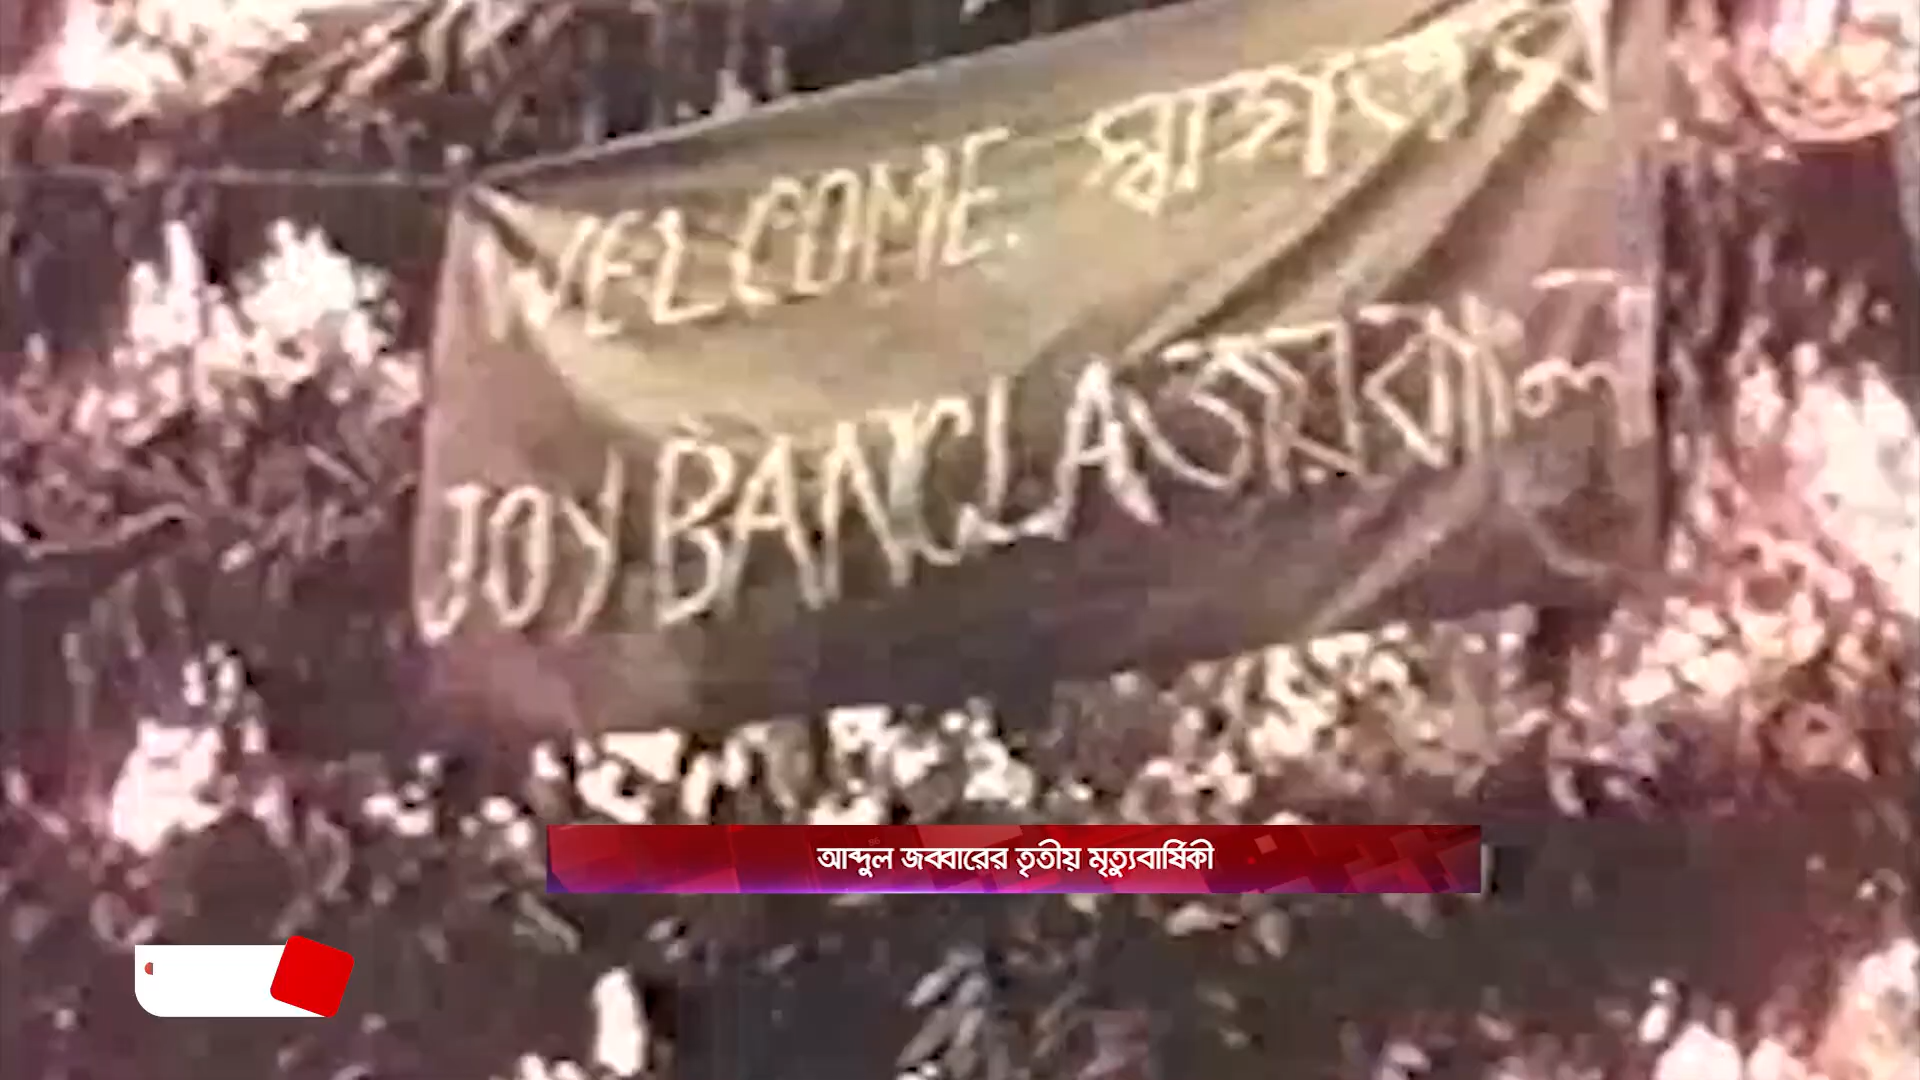 WELCOME স্বাগতম
JOY BANGLA জয় বাংলা
আব্দুল জব্বারের তৃতীয় মৃত্যুবার্ষিকী